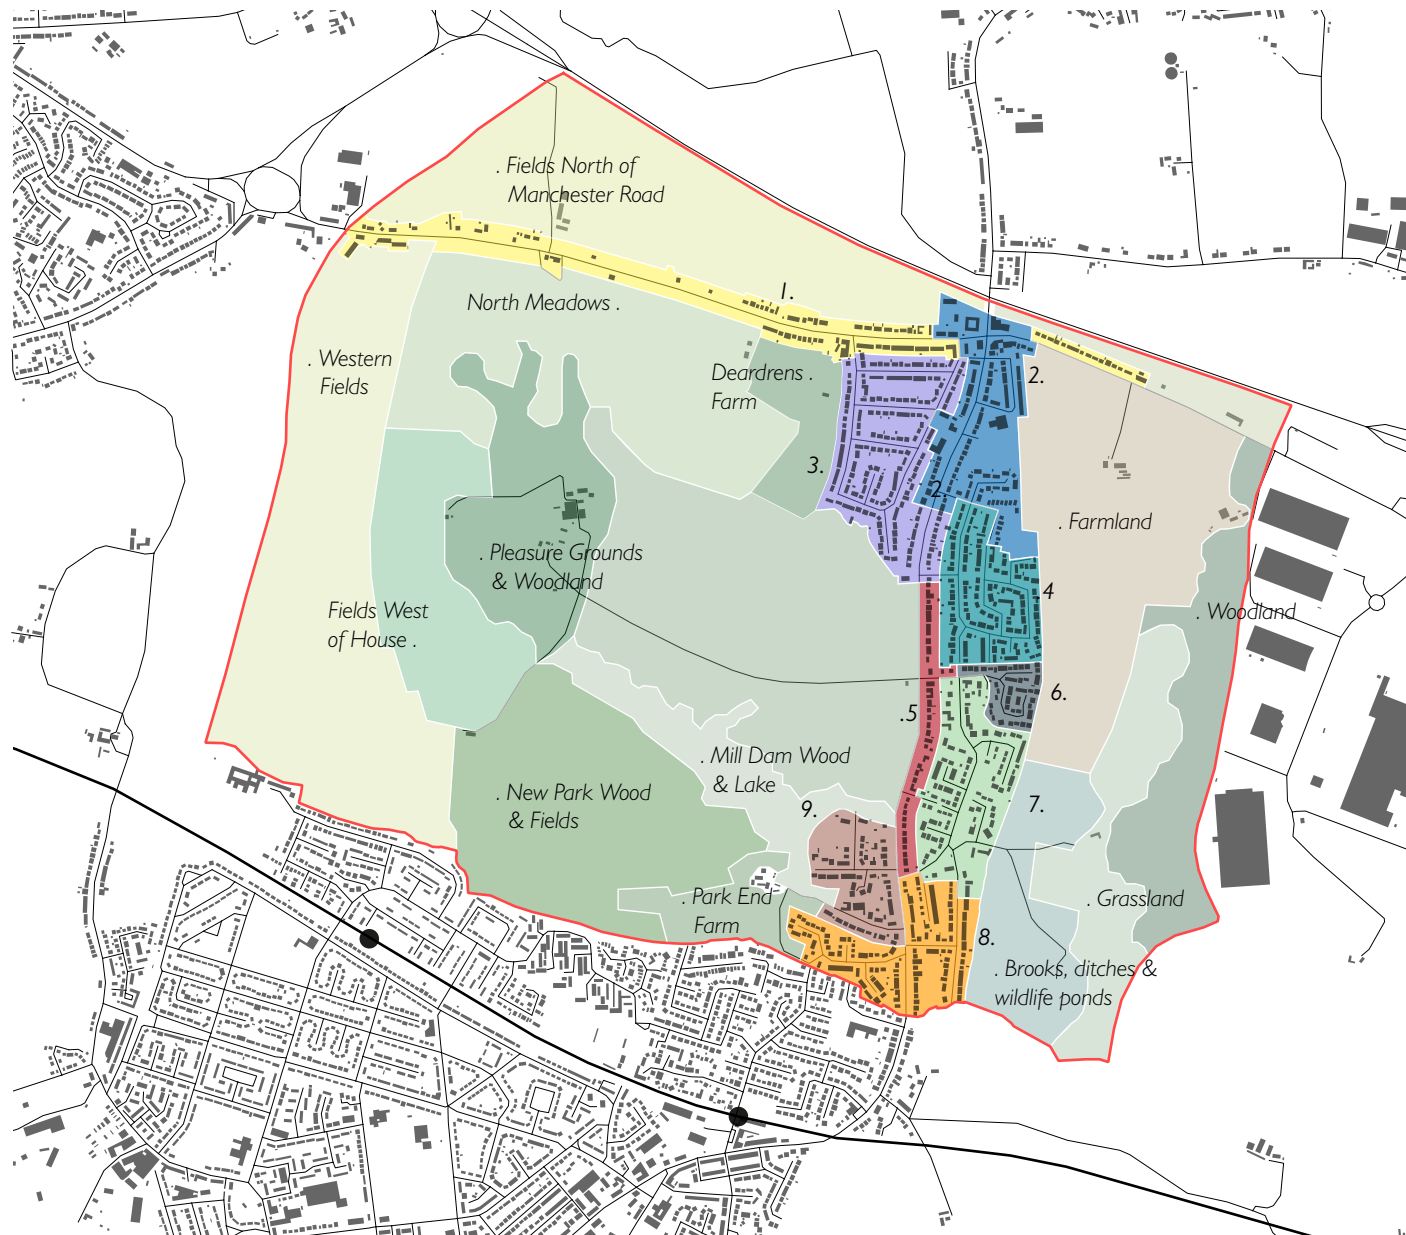 . Fields North of
Manchester Road
1.
North Meadows .
. Western
Fields
Deardrens .
Farm
2.
3.
2.
. Farmland
. Pleasure Grounds
& Woodland
4
Fields West
of House .
. Woodland
6.
.5
. Mill Dam Wood
& Lake
. New Park Wood
& Fields
9.
7.
. Park End
Farm
. Grassland
8.
. Brooks, ditches &
wildlife ponds